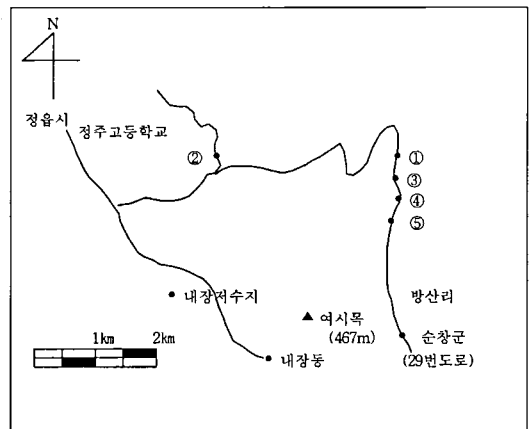 N
정읍시
정주고등학교
②
①
③
④
⑤
내장저수지
방산리
여시목
(467m)
순창군
(29번도로)
1km 2km
내장동